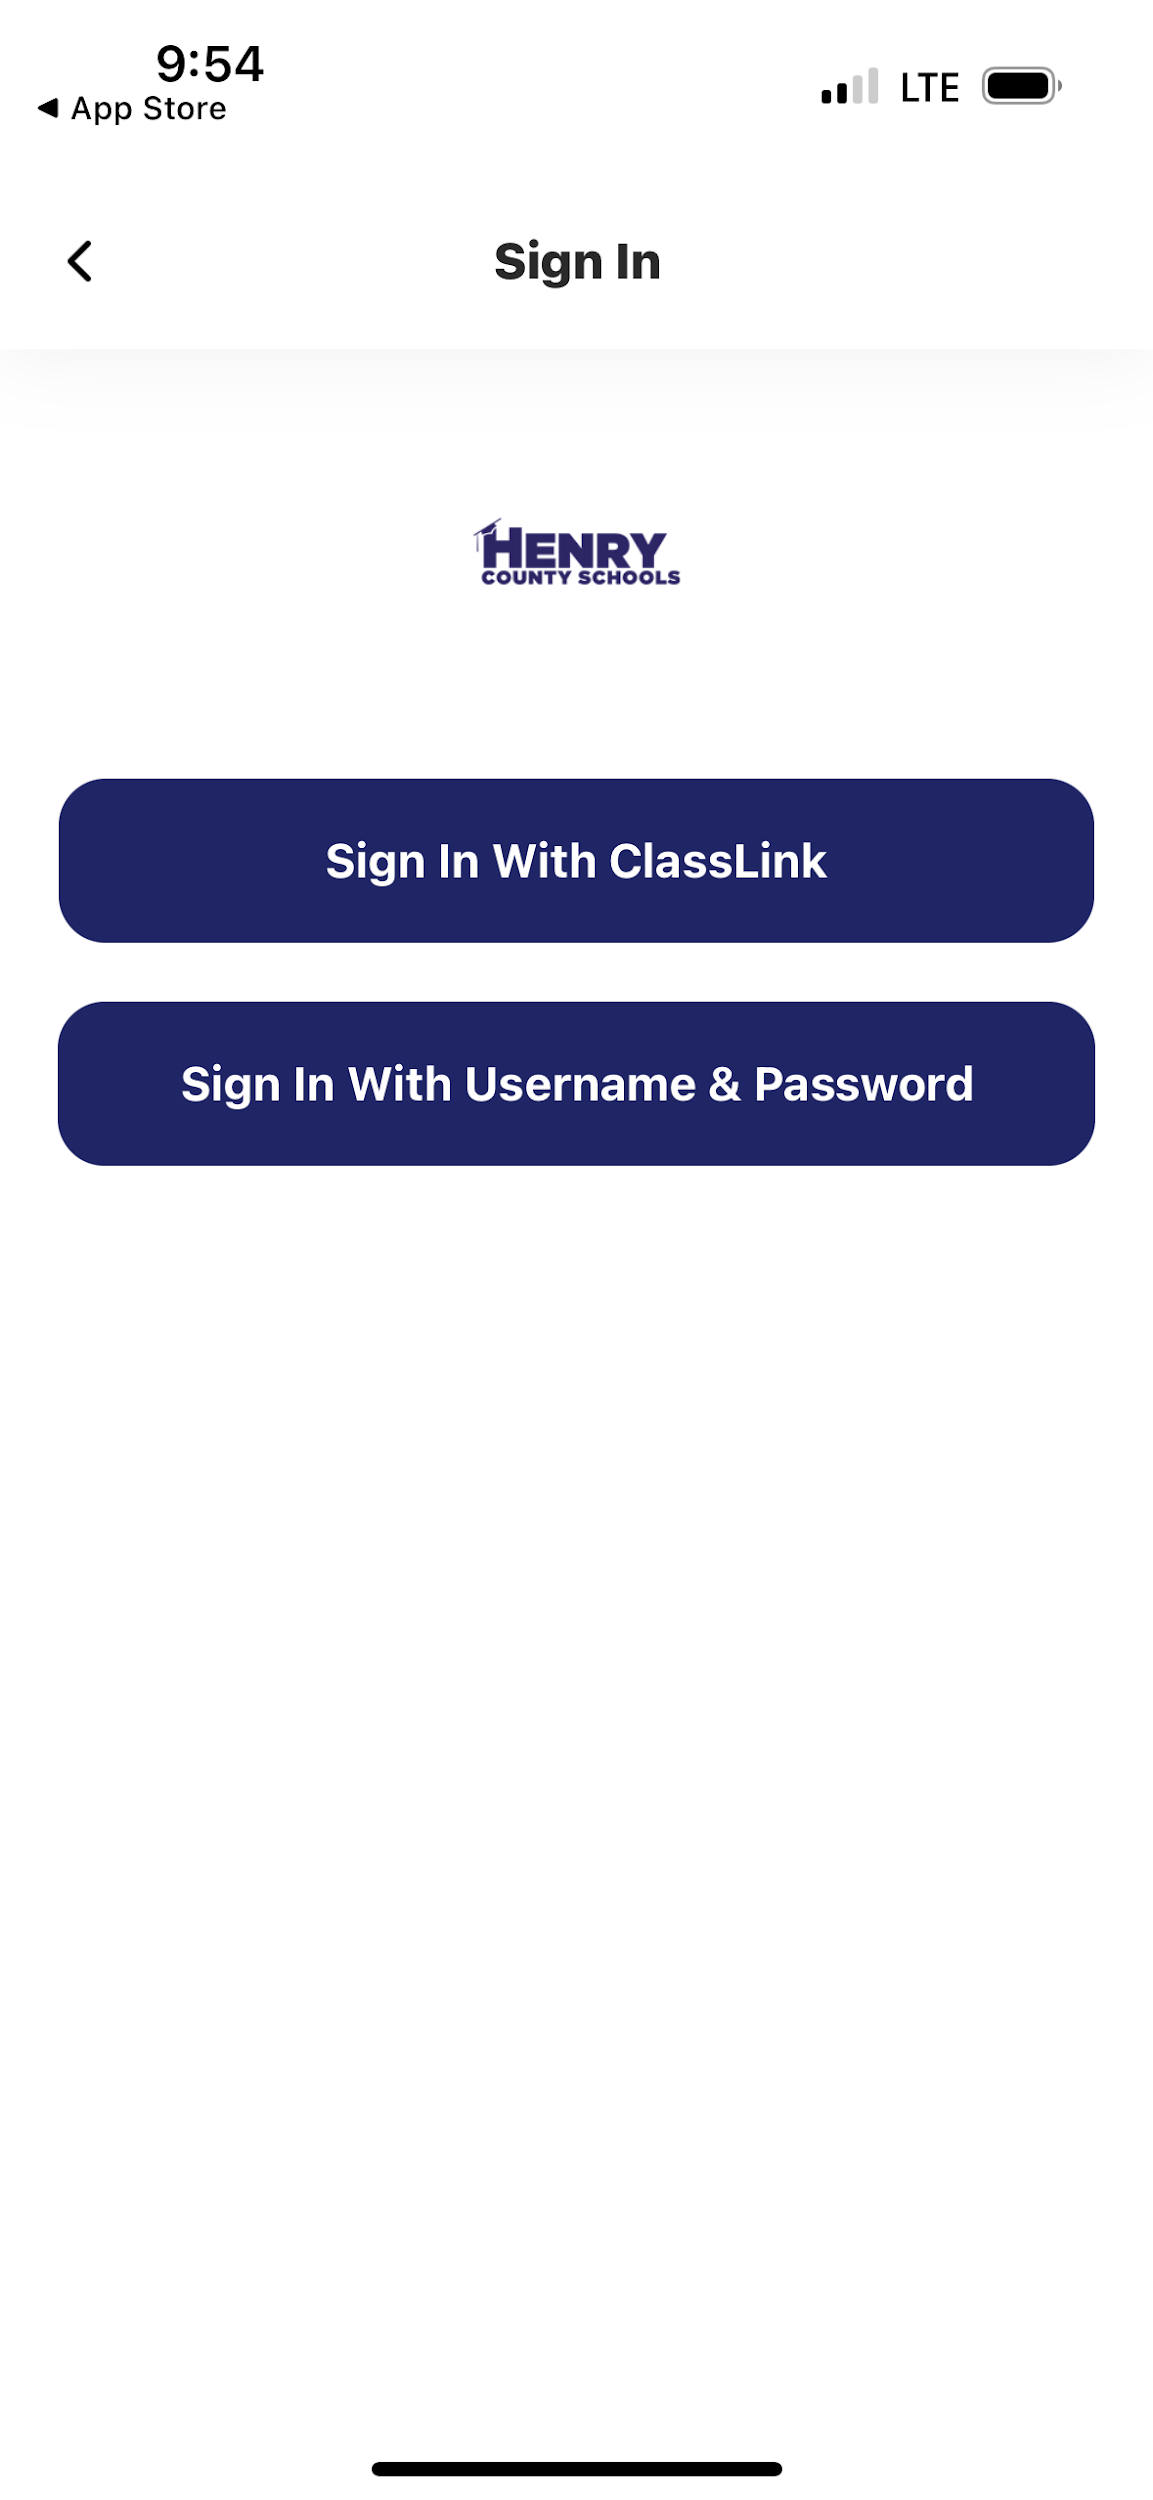 9:54
App Store
LTE
Sign In
HENRY
COUNTY SCHOOLS
Sign In With ClassLink
Sign In With Username & Password